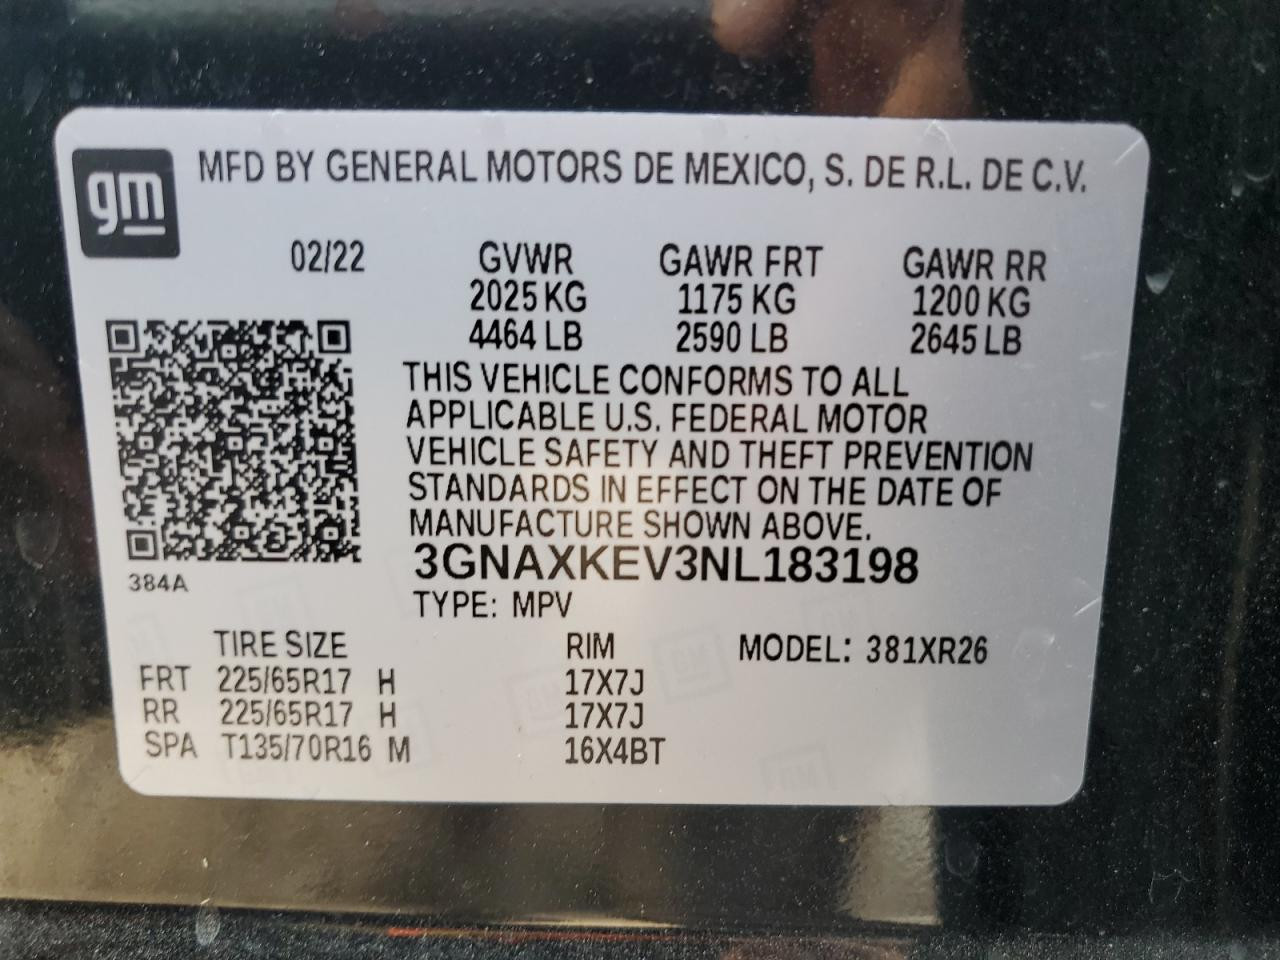 gm
MFD BY GENERAL MOTORS DE MEXICO, S. DE R.L. DE C.V.
02/22 GVWR GAWR FRT GAWR RR
2025 KG 1175 KG 1200 KG
4464 LB 2590 LB 2645 LB
THIS VEHICLE CONFORMS TO ALL
APPLICABLE U.S. FEDERAL MOTOR
VEHICLE SAFETY AND THEFT PREVENTION
STANDARDS IN EFFECT ON THE DATE OF
MANUFACTURE SHOWN ABOVE.
384A
3GNAXKEV3NL183198
TYPE: MPV
TIRE SIZE RIM MODEL: 381XR26
FRT 225/65R17 H 17X7J
RR 225/65R17 H 17X7J
SPA T135/70R16 M 16X4BT